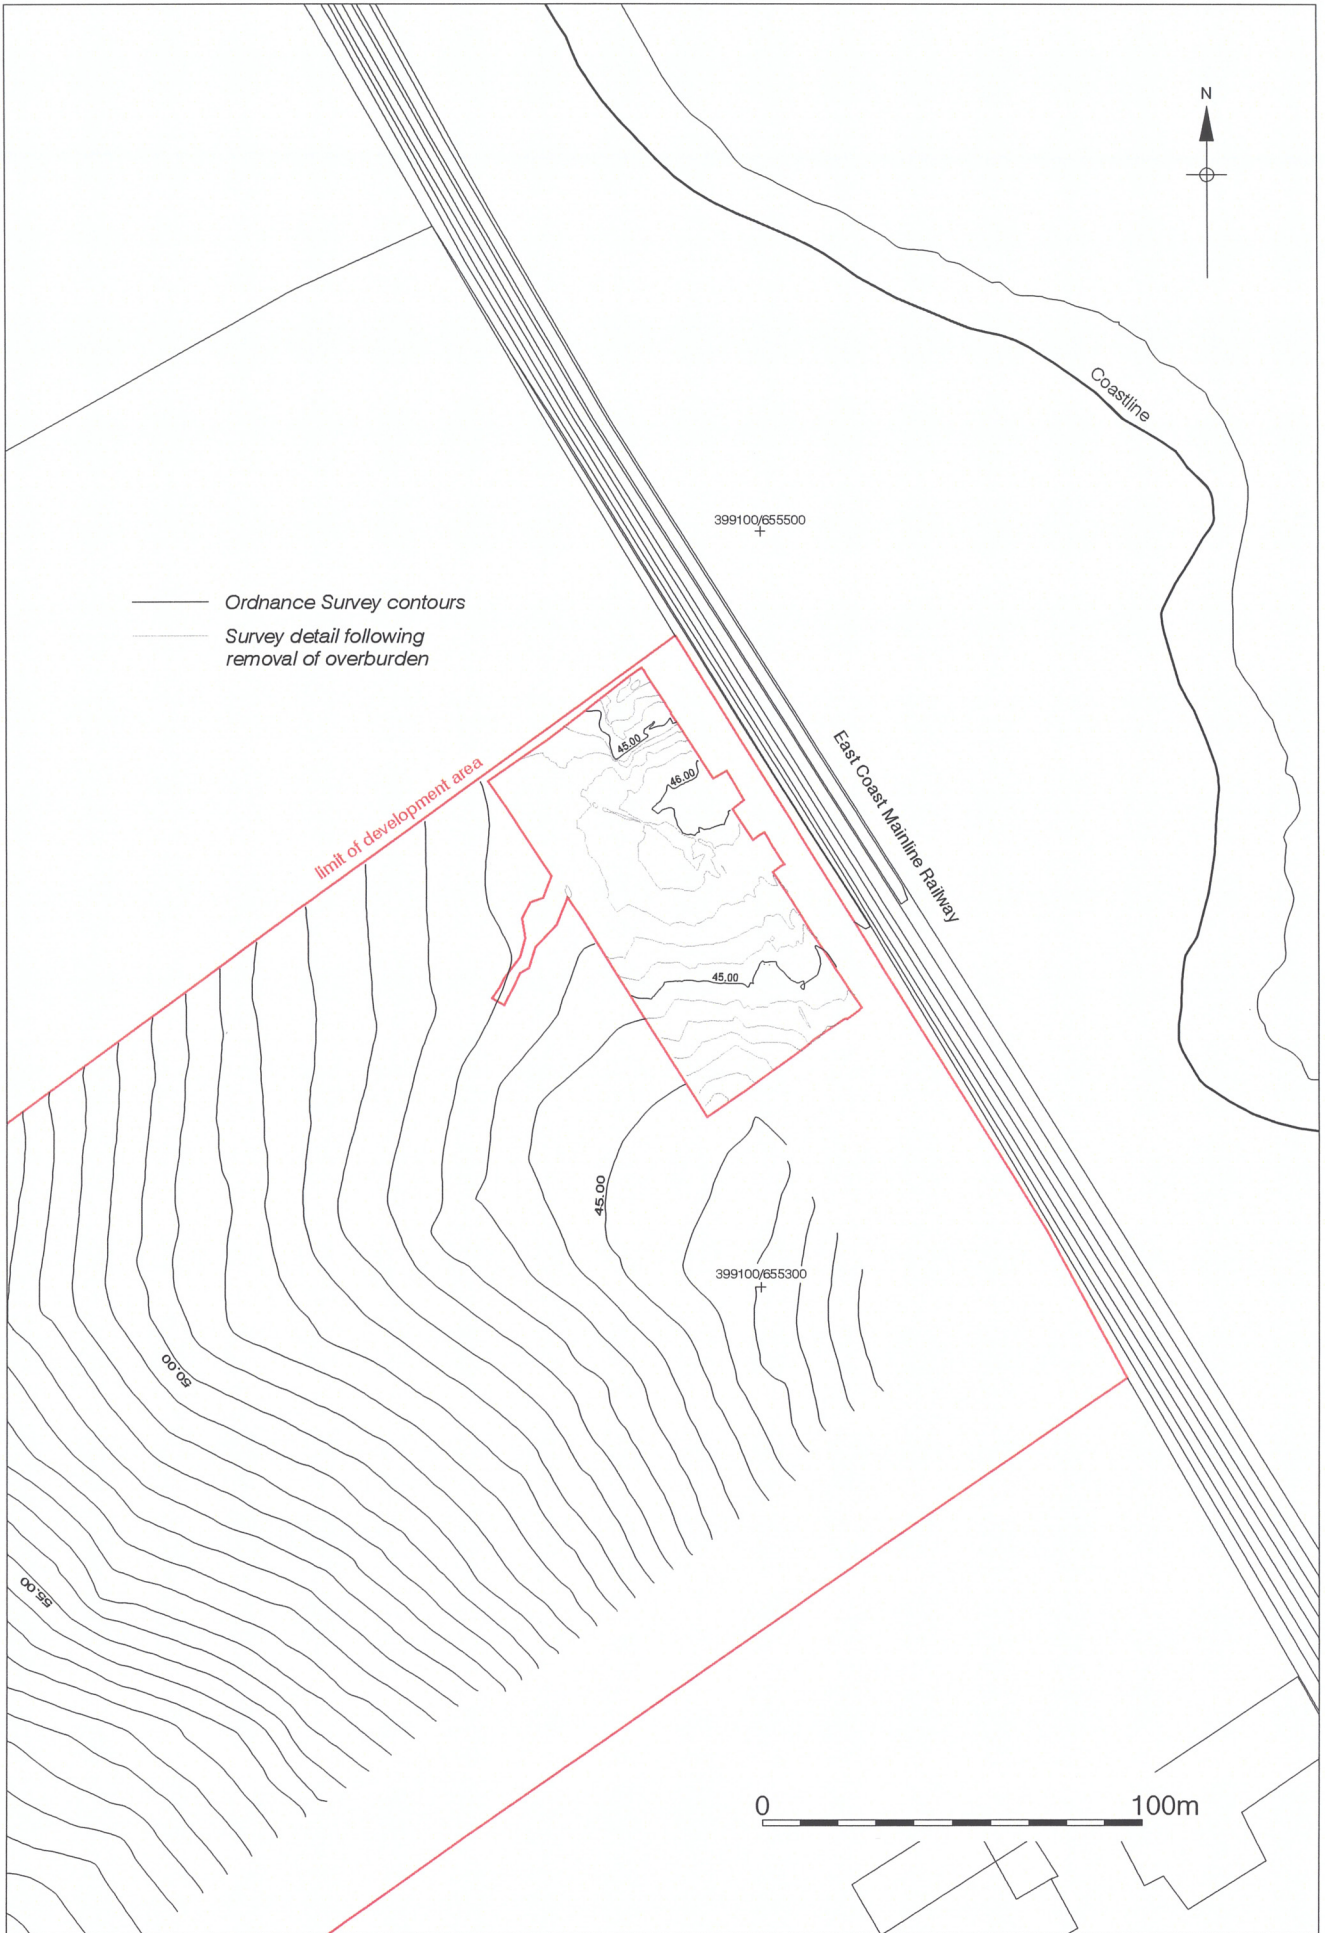 N
Coastline
399100/655500
Ordnance Survey contours
Survey detail following
removal of overburden
limit of development area
45.00
46.00
East Coast Mainline Railway
45.00
45.00
399100/655300
50.00
55.00
0 100m